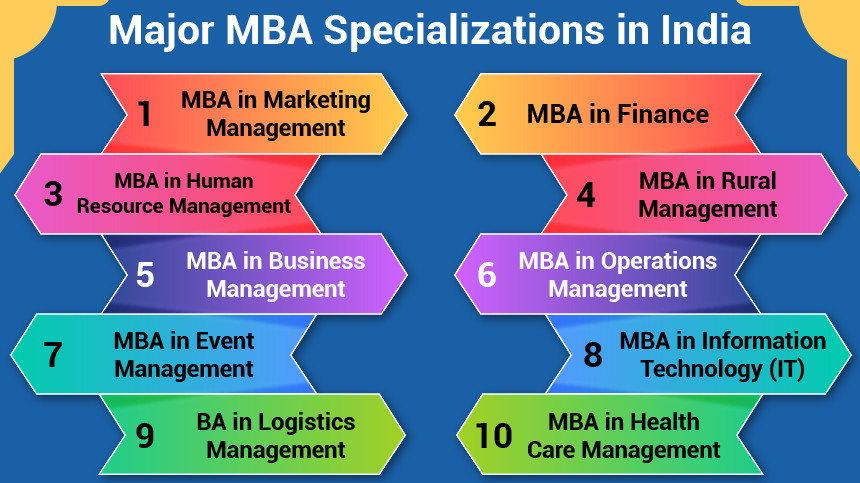 Major MBA Specializations in India
1
MBA in Marketing
Management
2
MBA in Finance
3
MBA in Human
Resource Management
4
MBA in Rural
Management
5
MBA in Business
Management
6
MBA in Operations
Management
7
MBA in Event
Management
8
MBA in Information
Technology (IT)
9
BA in Logistics
Management
10
MBA in Health
Care Management